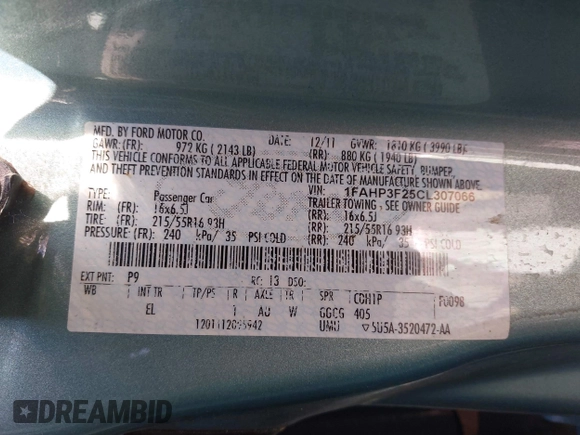 MFD. BY FORD MOTOR CO. DATE: 12/11 GVWR: 1810 KG ( 3990 LB)
GAWR:(FR): 972 KG ( 2143 LB) (RR): 880 KG ( 1940 LB)
THIS VEHICLE CONFORMS TO ALL APPLICABLE FEDERAL MOTOR VEHICLE SAFETY, BUMPER,
AND THEFT PREVENTION STANDARDS IN EFFECT ON THE DATE OF MANUFACTURE SHOWN ABOVE.
VIN: 1FAHP3F25CL307066
TYPE: Passenger Car TRAILER TOWING - SEE OWNER GUIDE
RIM: (FR): 16x6.5J (RR): 16x6.5J
TIRE: (FR): 215/55R16 93H (RR): 215/55R16 93H
PRESSURE: (FR): 240 kPa/ 35 PSI COLD (RR): 240 kPa/ 35 PSI COLD
EXT PNT: P9 RC: 13 DSO:
WB INT TR TP/PS R AXLE TR SPR F0098
EL 1 AU W GGCG 405
UMU ▽ 5U5A-3520472-AA
DREAMBID